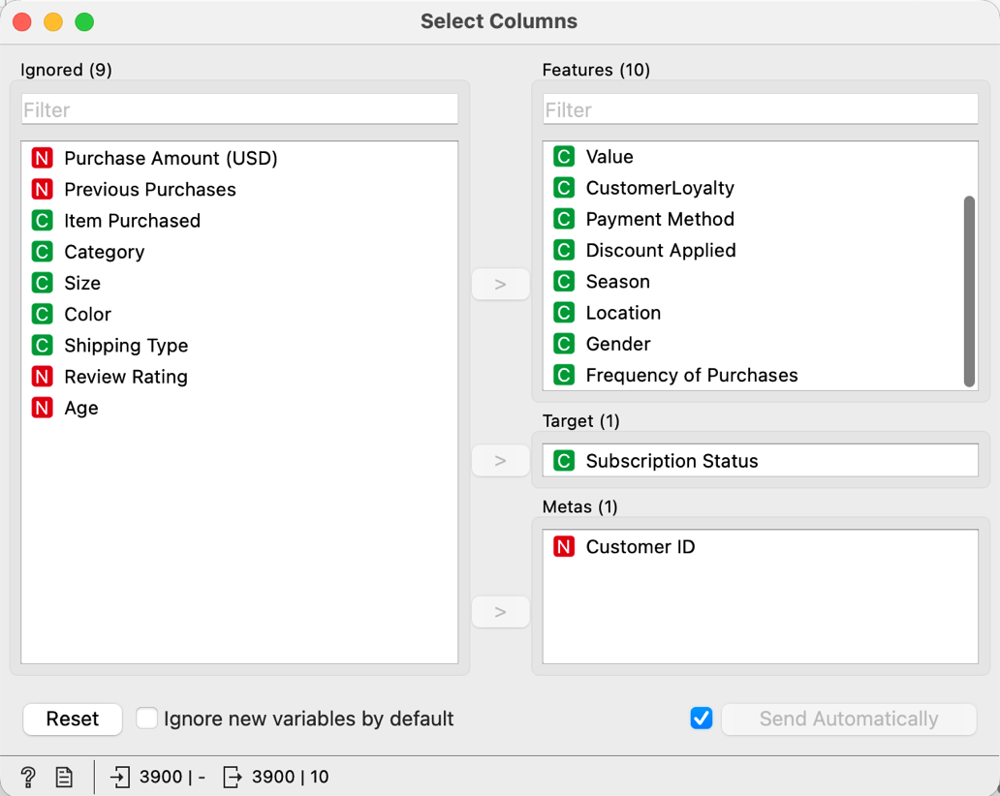 Select Columns
Ignored (9)
Filter
N Purchase Amount (USD)
N Previous Purchases
C Item Purchased
C Category
C Size
C Color
C Shipping Type
N Review Rating
N Age
>
>
>
Features (10)
Filter
C Value
C CustomerLoyalty
C Payment Method
C Discount Applied
C Season
C Location
C Gender
C Frequency of Purchases
Target (1)
C Subscription Status
Metas (1)
N Customer ID
Reset
Ignore new variables by default
Send Automatically
? 3900 | - 3900 | 10